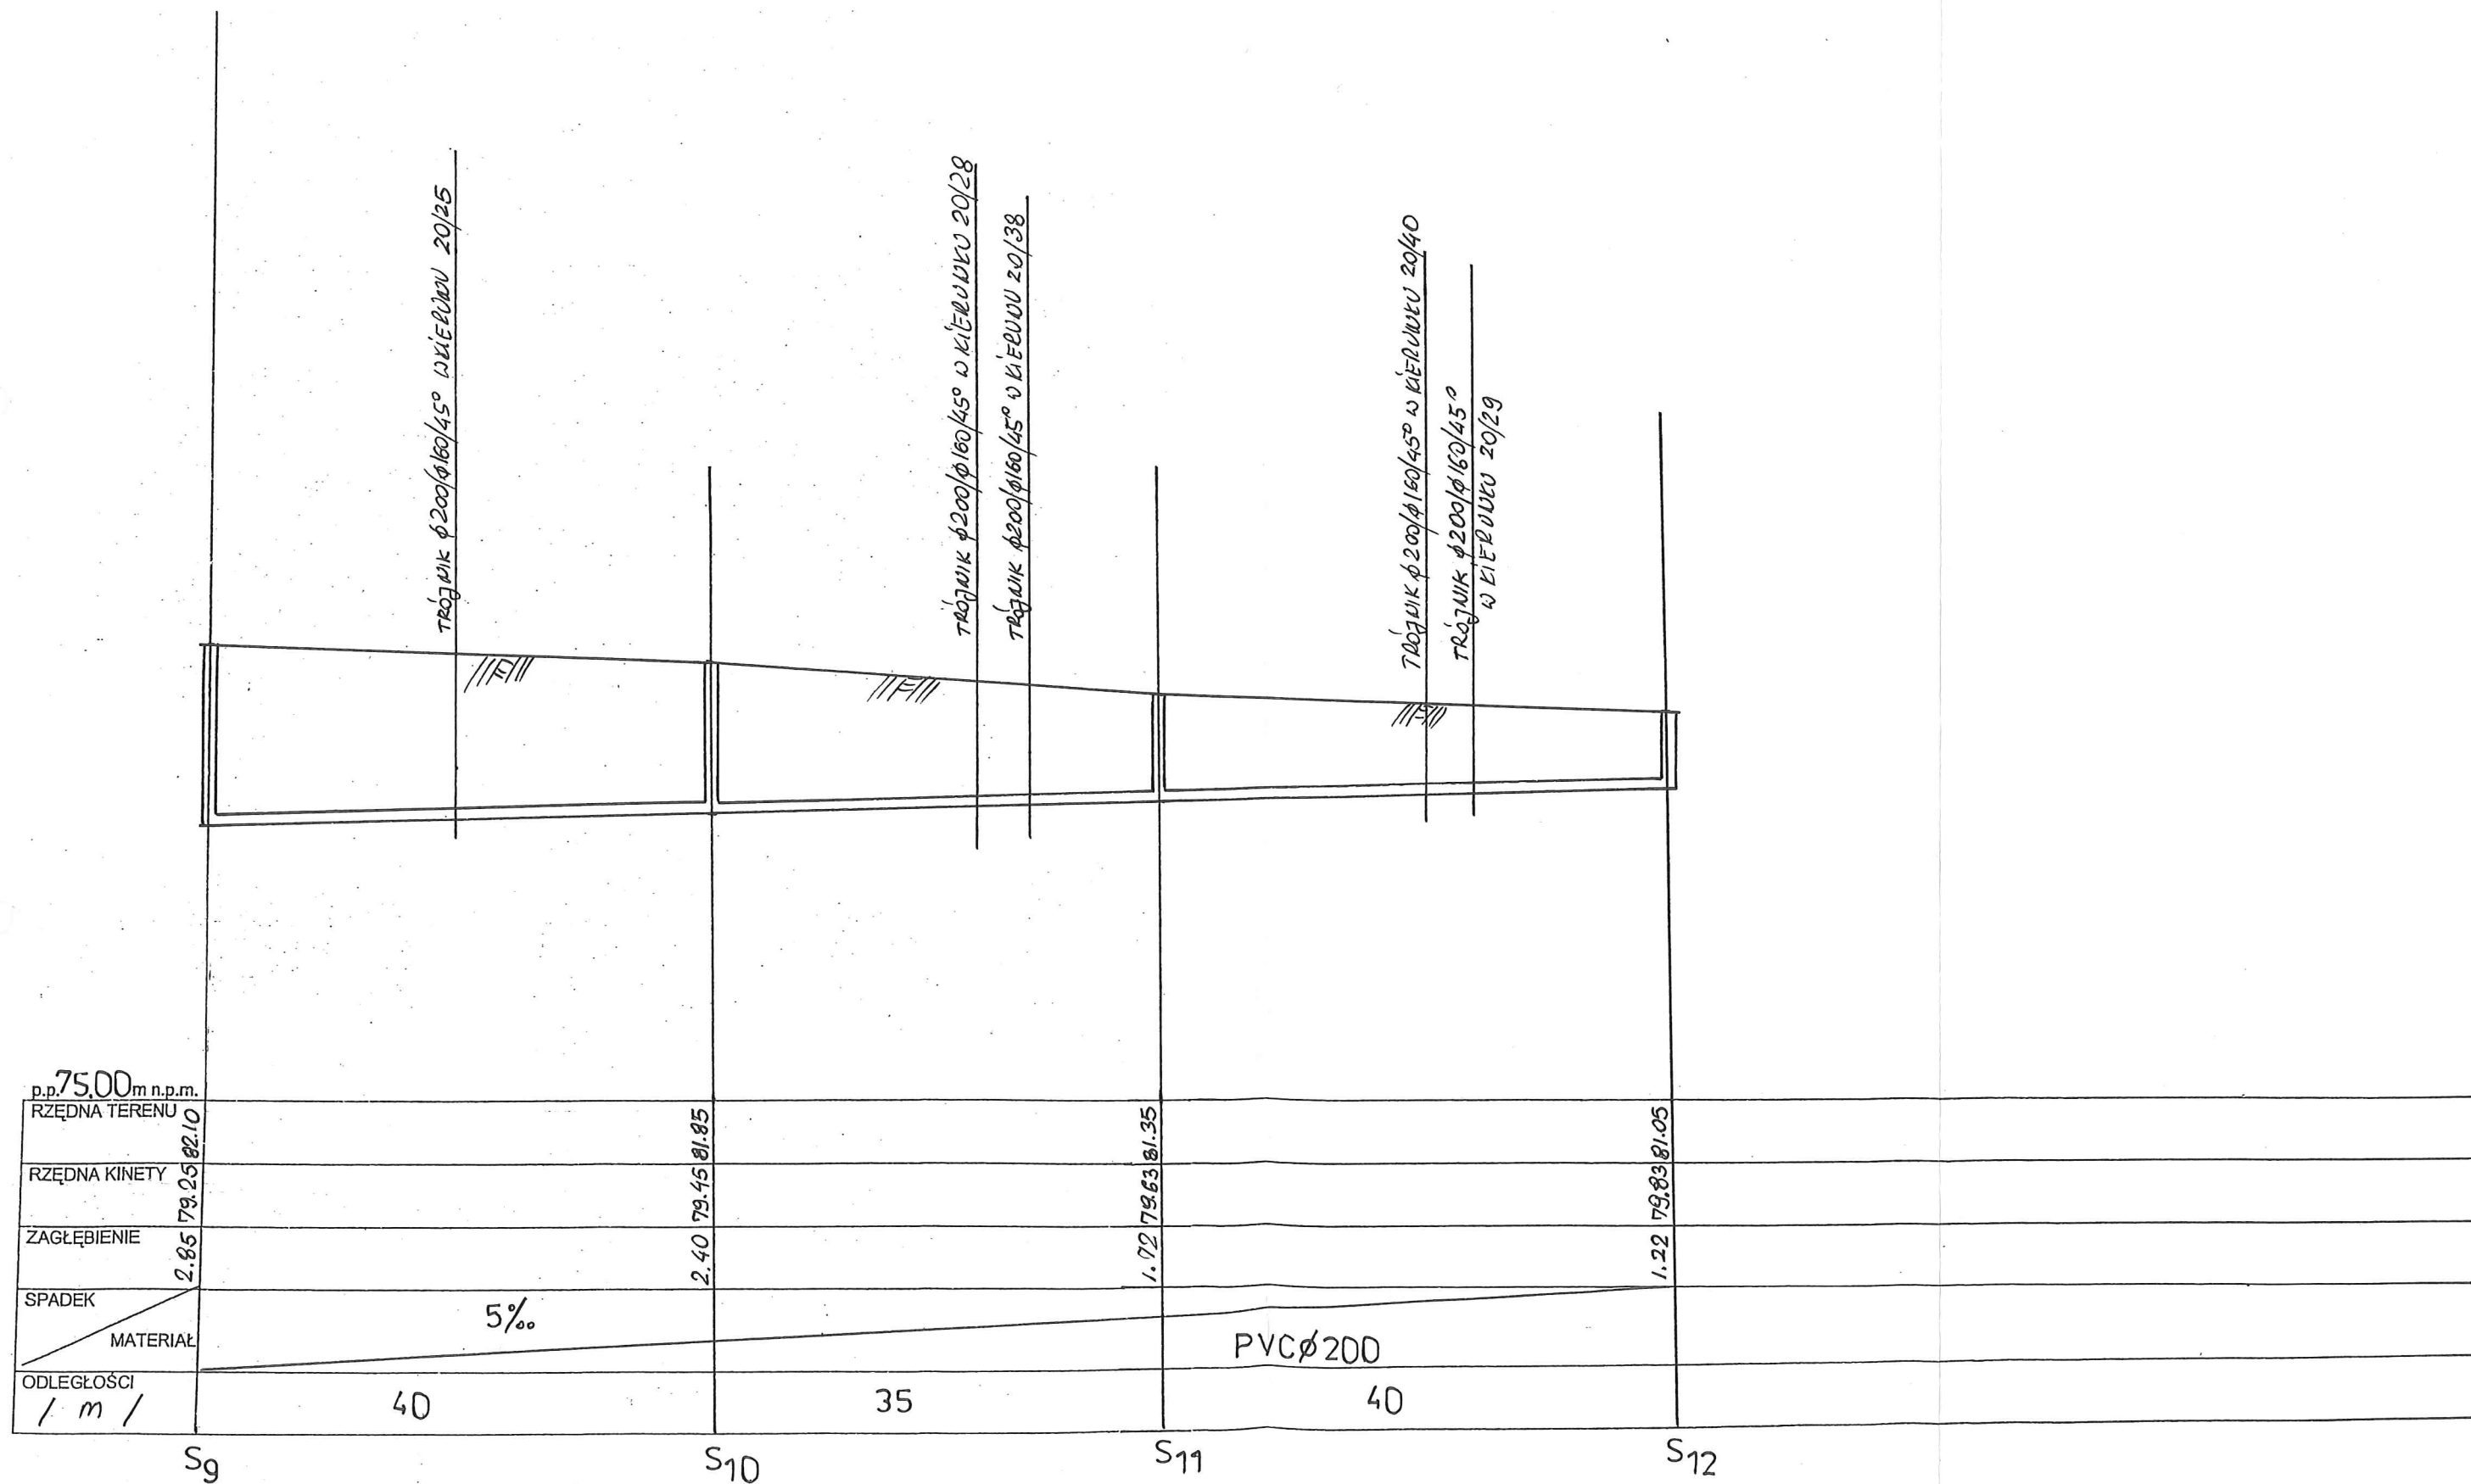 TRÓJNIK ϕ200/ϕ160/45° W KIERUNU 20/25
TRÓJNIK ϕ200/ϕ160/45° W KIERUNKU 20/28
TRÓJNIK ϕ200/ϕ160/45° W KIERUNU 20/38
TRÓJNIK ϕ200/ϕ160/45° W KIERUNKU 20/40
TRÓJNIK ϕ200/ϕ160/45°
W KIERUNKU 20/29
p.p. 75.00 m n.p.m.
RZĘDNA TERENU 82.10 81.85 81.35 81.05
RZĘDNA KINETY 79.25 79.45 79.63 79.83
ZAGŁĘBIENIE 2.85 2.40 1.72 1.22
SPADEK 5‰
MATERIAŁ PVCϕ200
ODLEGŁOŚCI
/ m / 40 35 40
S9 S10 S11 S12